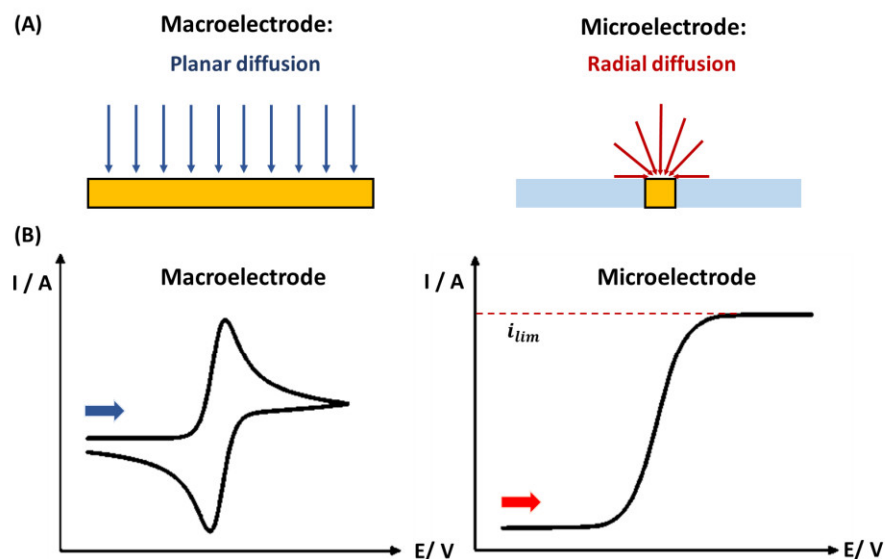 (A)
Macroelectrode:
Planar diffusion
Microelectrode:
Radial diffusion
(B)
I / A
Macroelectrode
E/ V
I / A
Microelectrode
i_lim
E/ V